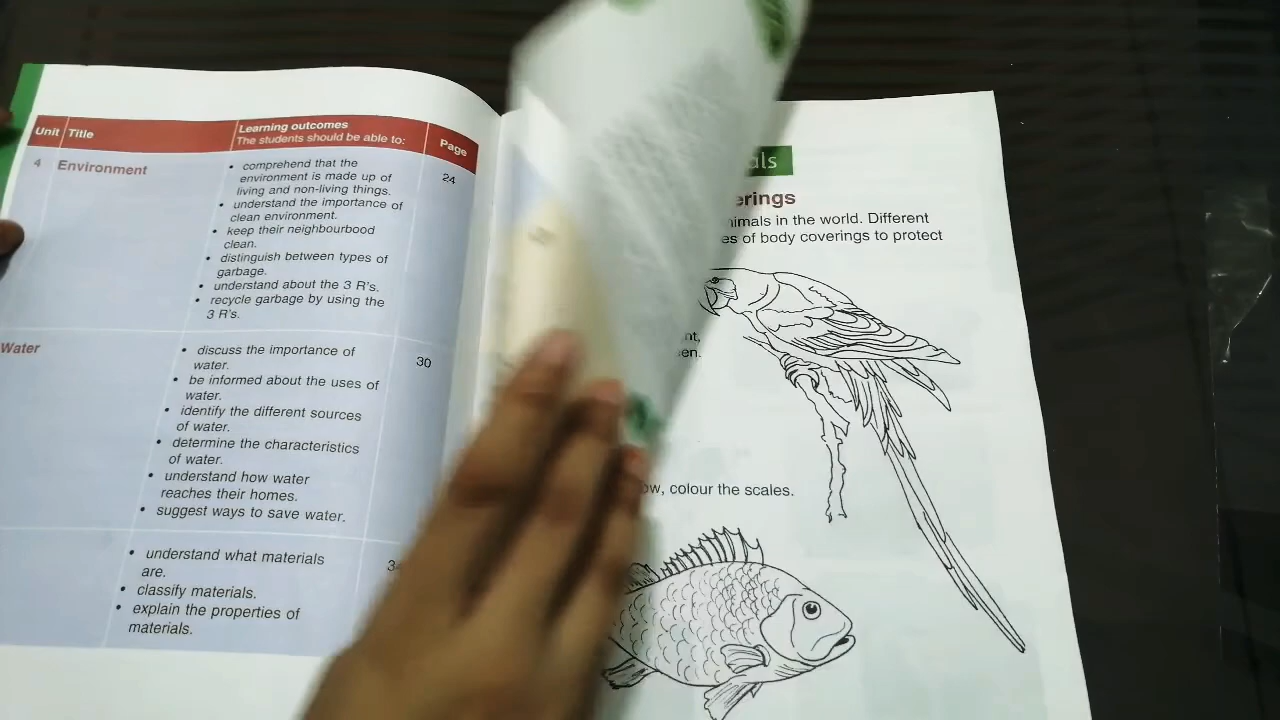 Unit Title Learning outcomes
The students should be able to: Page
4 Environment
• comprehend that the
environment is made up of
living and non-living things.
• understand the importance of
clean environment.
• keep their neighbourbood
clean.
• distinguish between types of
garbage.
• understand about the 3 R's.
• recycle garbage by using the
3 R's.
24
Water
• discuss the importance of
water.
• be informed about the uses of
water.
• identify the different sources
of water.
• determine the characteristics
of water.
• understand how water
reaches their homes.
• suggest ways to save water.
30
• understand what materials
are.
• classify materials.
• explain the properties of
materials.
als
erings
nimals in the world. Different
es of body coverings to protect
nt,
en.
ow, colour the scales.